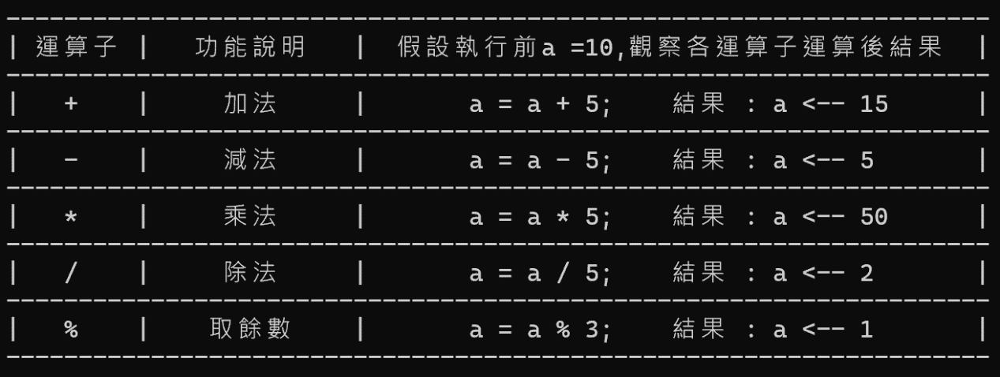 --------------------------------------------------------------------
| 運算子 |   功能說明   |  假設執行前a =10,觀察各運算子運算後結果  |
--------------------------------------------------------------------
|   +    |     加法     |       a = a + 5;    結果 : a <-- 15      |
--------------------------------------------------------------------
|   -    |     減法     |       a = a - 5;    結果 : a <-- 5       |
--------------------------------------------------------------------
|   *    |     乘法     |       a = a * 5;    結果 : a <-- 50      |
--------------------------------------------------------------------
|   /    |     除法     |       a = a / 5;    結果 : a <-- 2       |
--------------------------------------------------------------------
|   %    |    取餘數    |       a = a % 3;    結果 : a <-- 1       |
--------------------------------------------------------------------